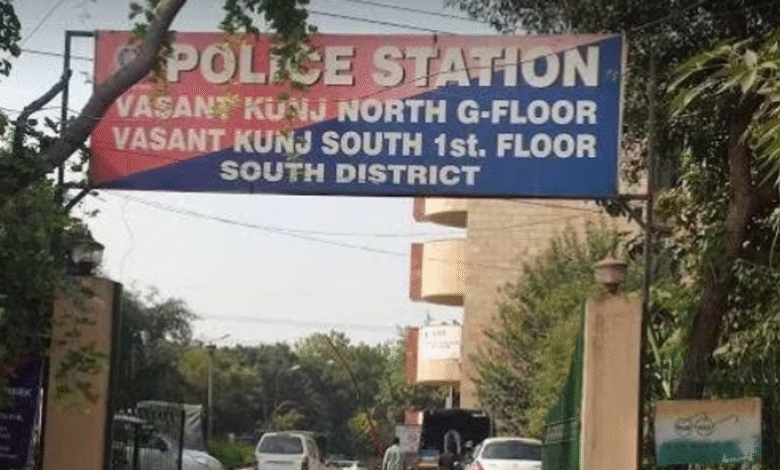 POLICE STATION
VASANT KUNJ NORTH G-FLOOR
VASANT KUNJ SOUTH 1st. FLOOR
SOUTH DISTRICT